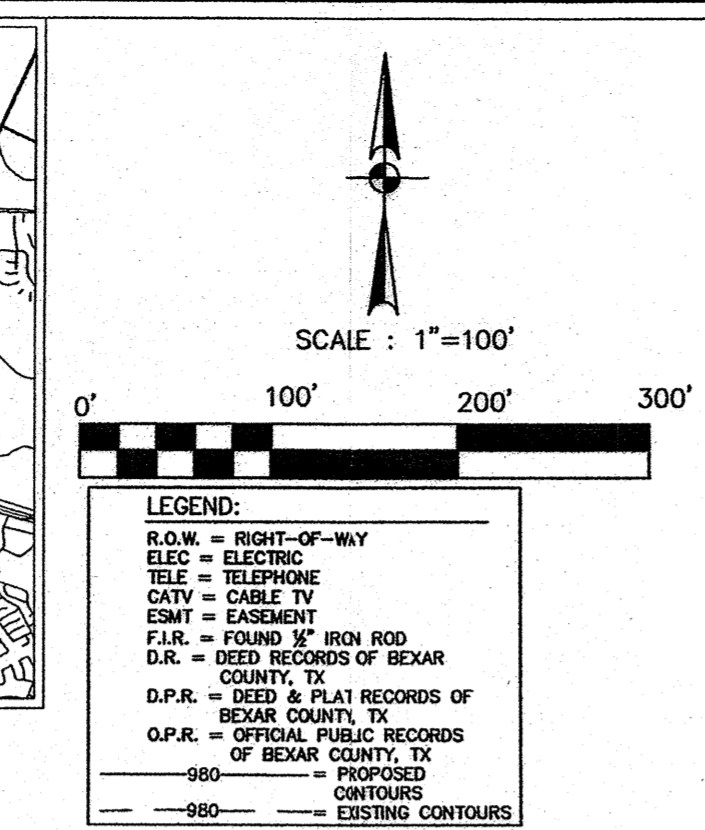 SCALE : 1"=100'
0' 100' 200' 300'
LEGEND:
R.O.W. = RIGHT-OF-WAY
ELEC = ELECTRIC
TELE = TELEPHONE
CATV = CABLE TV
ESMT = EASEMENT
F.I.R. = FOUND ½" IRON ROD
D.R. = DEED RECORDS OF BEXAR
COUNTY, TX
D.P.R. = DEED & PLAT RECORDS OF
BEXAR COUNTY, TX
O.P.R. = OFFICIAL PUBLIC RECORDS
OF BEXAR COUNTY, TX
980 = PROPOSED
CONTOURS
980 = EXISTING CONTOURS